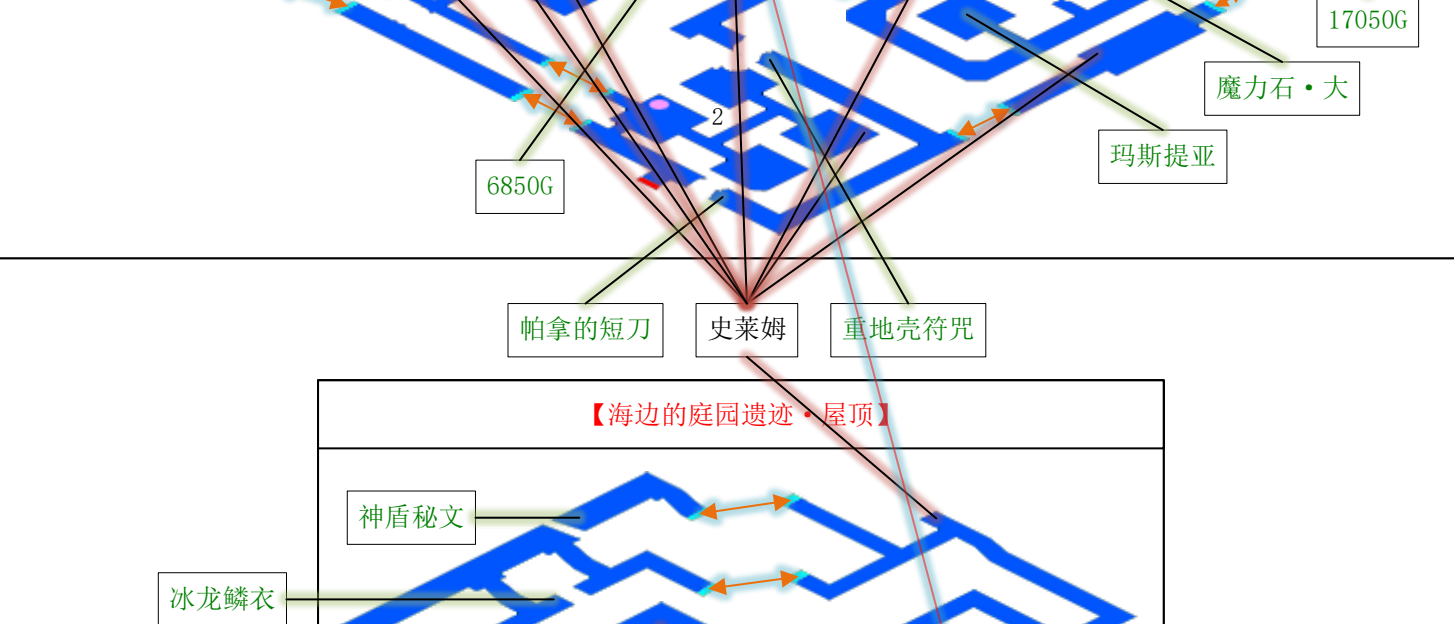 17050G
魔力石·大
2
玛斯提亚
6850G
帕拿的短刀
史莱姆
重地壳符咒
【海边的庭园遗迹·屋顶】
神盾秘文
冰龙鳞衣